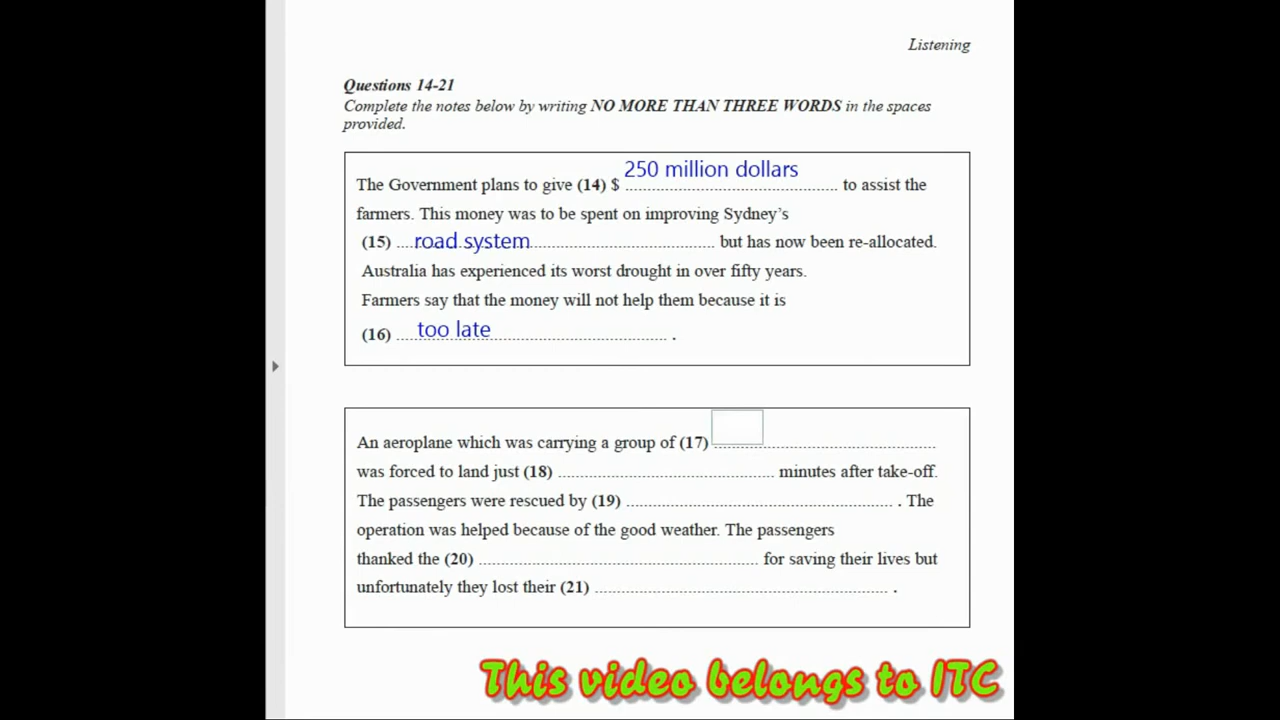 Listening
Questions 14-21
Complete the notes below by writing NO MORE THAN THREE WORDS in the spaces
provided.
250 million dollars
The Government plans to give (14) $ ........................................ to assist the
farmers. This money was to be spent on improving Sydney's
(15) ... road system ........................................ but has now been re-allocated.
Australia has experienced its worst drought in over fifty years.
Farmers say that the money will not help them because it is
(16) ... too late ........................................ .
An aeroplane which was carrying a group of (17) ........................................
was forced to land just (18) ........................................ minutes after take-off.
The passengers were rescued by (19) ........................................ . The
operation was helped because of the good weather. The passengers
thanked the (20) ........................................ for saving their lives but
unfortunately they lost their (21) ........................................ .
This video belongs to ITC